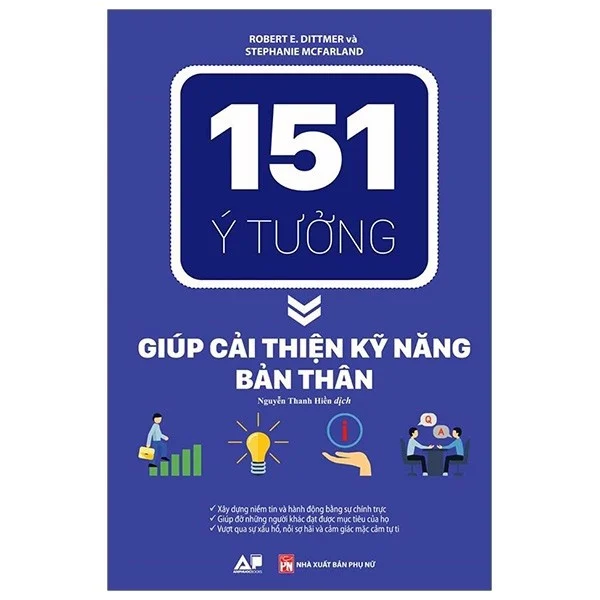 ROBERT E. DITTMER và
STEPHANIE MCFARLAND
151
Ý TƯỞNG
GIÚP CẢI THIỆN KỸ NĂNG
BẢN THÂN
Nguyễn Thanh Hiền dịch
i
Q
A
Xây dựng niềm tin và hành động bằng sự chính trực
Giúp đỡ những người khác đạt được mục tiêu của họ
Vượt qua sự xấu hổ, nỗi sợ hãi và cảm giác mặc cảm tự ti
AP
PN
NHÀ XUẤT BẢN PHỤ NỮ